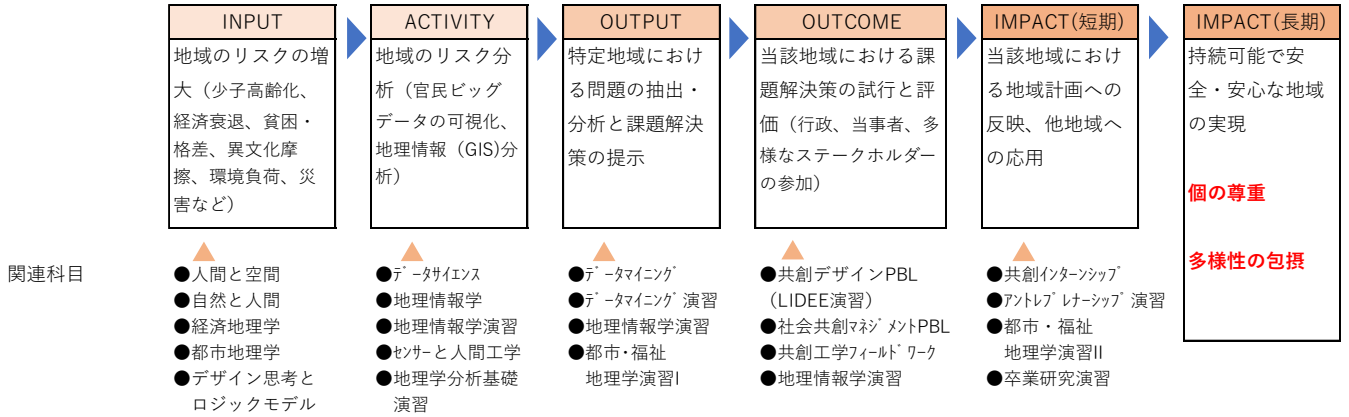 INPUT
地域のリスクの増
大（少子高齢化、
経済衰退、貧困・
格差、異文化摩
擦、環境負荷、災
害など）
ACTIVITY
地域のリスク分
析（官民ビッグ
データの可視化、
地理情報（GIS)分
析）
OUTPUT
特定地域におけ
る問題の抽出・
分析と課題解決
策の提示
OUTCOME
当該地域における課
題解決策の試行と評
価（行政、当事者、多
様なステークホルダー
の参加）
IMPACT(短期)
当該地域におけ
る地域計画への
反映、他地域へ
の応用
IMPACT(長期)
持続可能で安
全・安心な地域
の実現
個の尊重
多様性の包摂
関連科目
●人間と空間
●自然と人間
●経済地理学
●都市地理学
●デザイン思考と
ロジックモデル
●ﾃﾞｰﾀｻｲｴﾝｽ
●地理情報学
●地理情報学演習
●ｾﾝｻｰと人間工学
●地理学分析基礎
演習
●ﾃﾞｰﾀﾏｲﾆﾝｸﾞ
●ﾃﾞｰﾀﾏｲﾆﾝｸﾞ演習
●地理情報学演習
●都市・福祉
地理学演習I
●共創デザインPBL
（LIDEE演習）
●社会共創ﾏﾈｼﾞﾒﾝﾄPBL
●共創工学ﾌｨｰﾙﾄﾞﾜｰｸ
●地理情報学演習
●共創ｲﾝﾀｰﾝｼｯﾌﾟ
●ｱﾝﾄﾚﾌﾟﾚﾅｰｼｯﾌﾟ演習
●都市・福祉
地理学演習II
●卒業研究演習